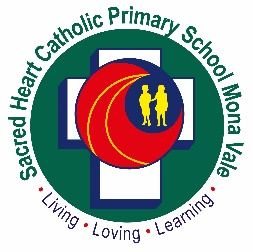 Sacred Heart Catholic Primary School Mona Vale
• Living • Loving • Learning •